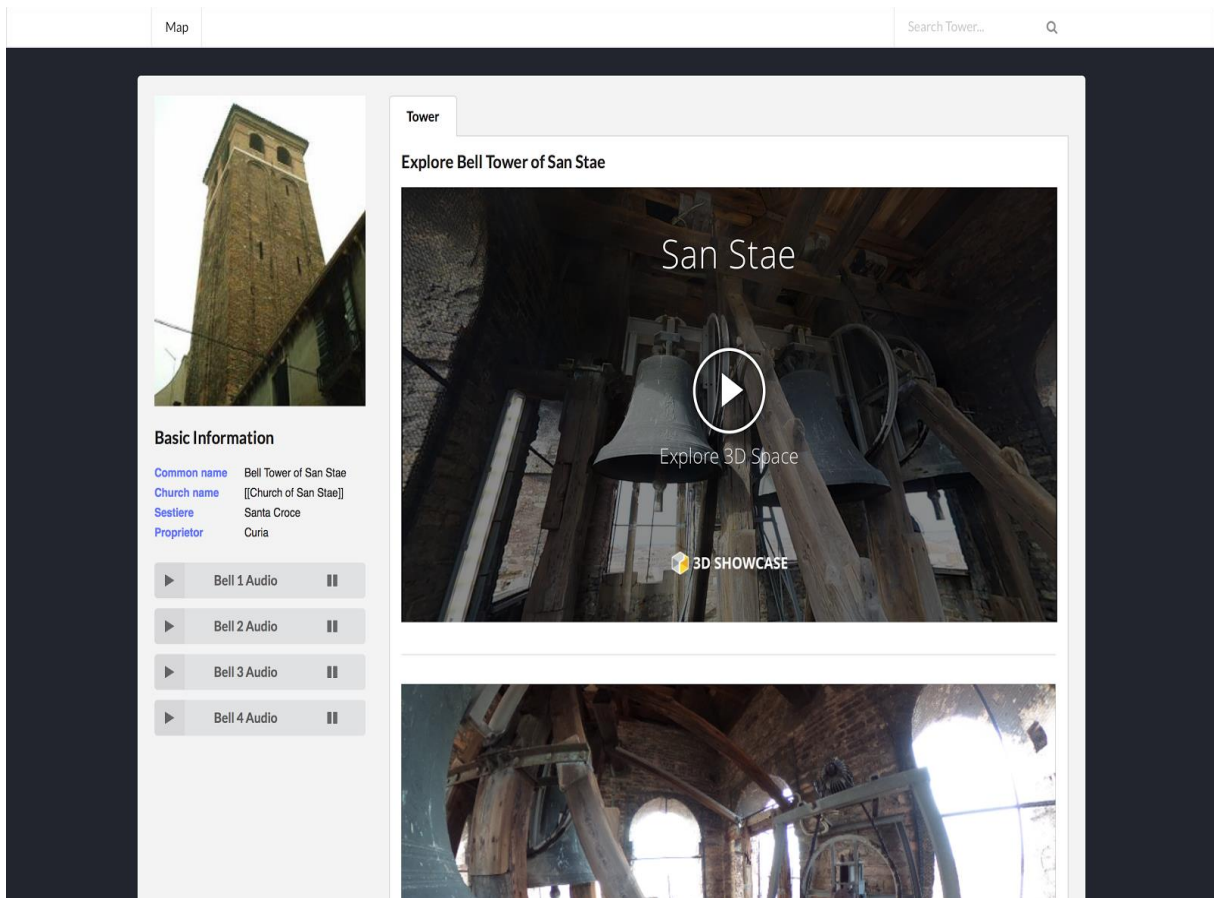 Map
Search Tower...
Tower
Explore Bell Tower of San Stae
San Stae
Explore 3D Space
3D SHOWCASE
Basic Information
Common name Bell Tower of San Stae
Church name [[Church of San Stae]]
Sestiere Santa Croce
Proprietor Curia
Bell 1 Audio
Bell 2 Audio
Bell 3 Audio
Bell 4 Audio